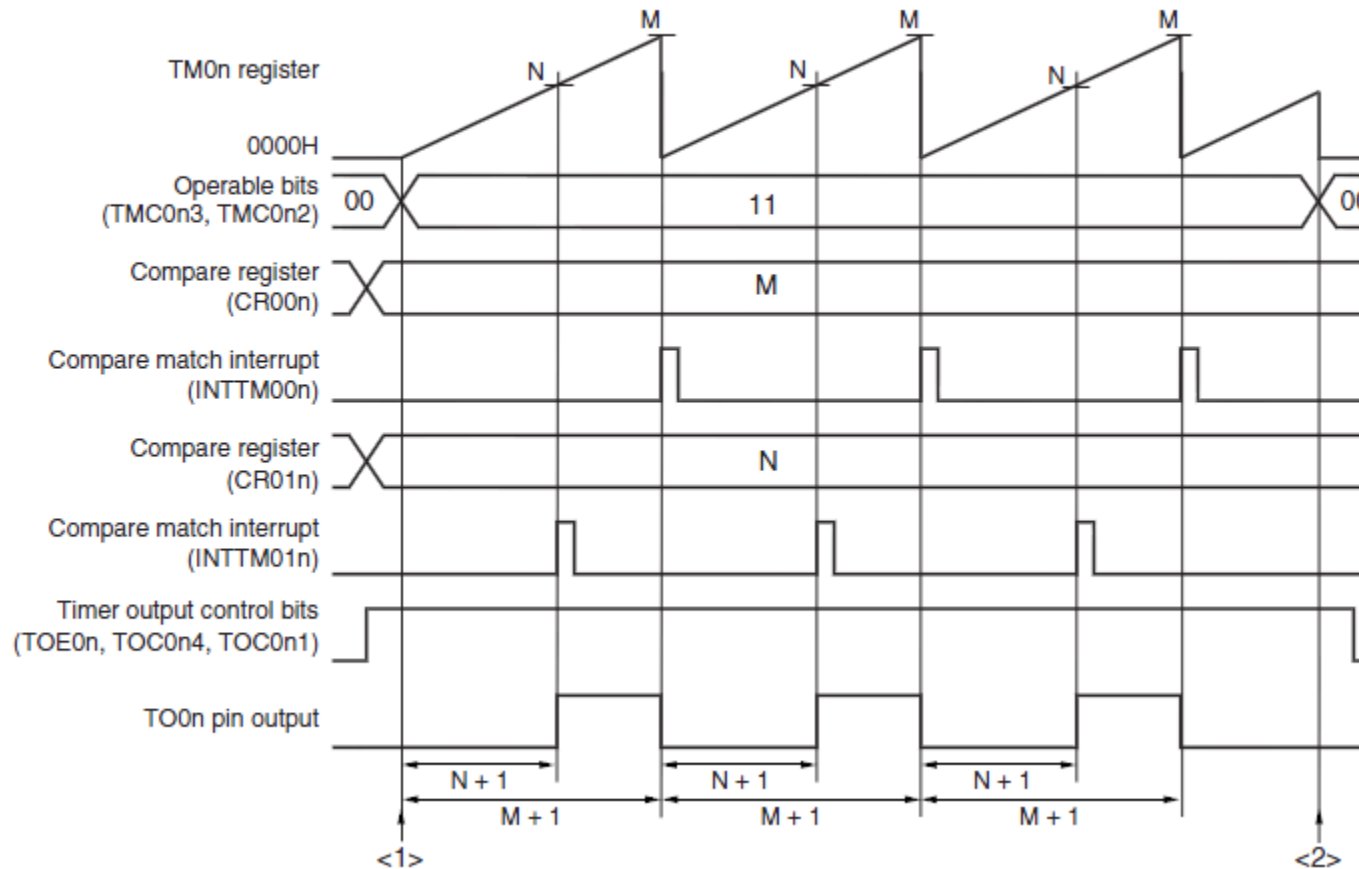 M M M
TM0n register N N N
0000H
Operable bits
(TMC0n3, TMC0n2) 00 11 00
Compare register
(CR00n) M
Compare match interrupt
(INTTM00n)
Compare register
(CR01n) N
Compare match interrupt
(INTTM01n)
Timer output control bits
(TOE0n, TOC0n4, TOC0n1)
TO0n pin output
N + 1 N + 1 N + 1
M + 1 M + 1 M + 1
<1> <2>